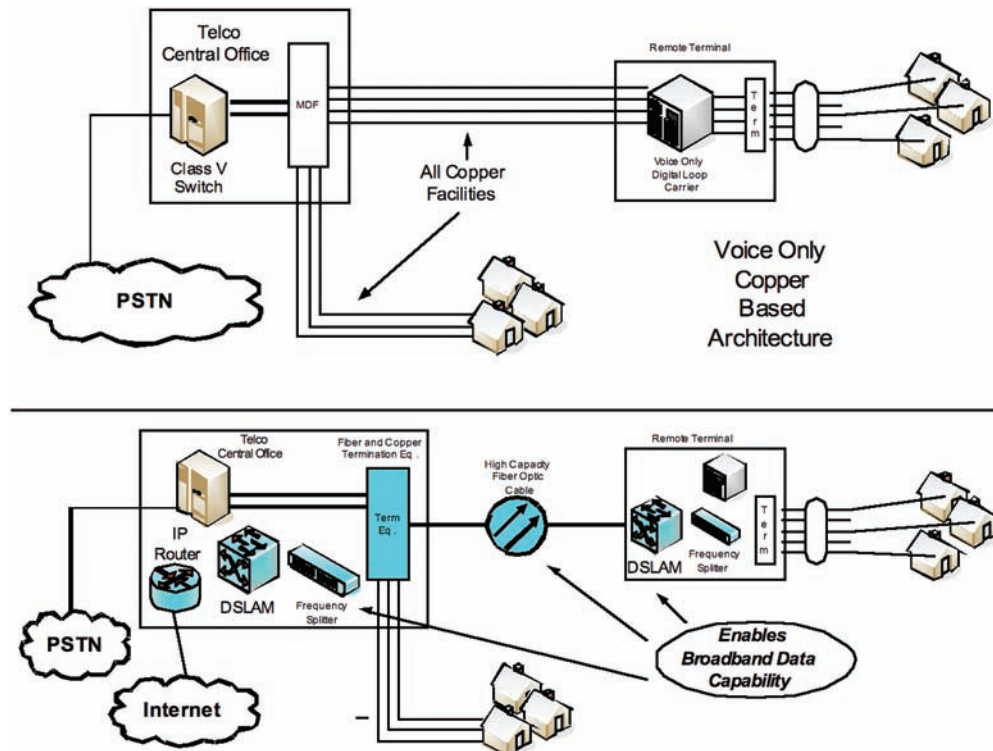 Telco
Central Office
MDF
Class V
Switch
PSTN
All Copper
Facilities
Remote Terminal
Term
Voice Only
Digital Loop
Carrier
Voice Only
Copper
Based
Architecture
Telco
Central Office
Fiber and Copper
Termination Eq .
Term
Eq .
IP
Router
DSLAM
Frequency
Splitter
PSTN
Internet
High Capacty
Fiber Optic
Cable
Remote Terminal
DSLAM
Frequency
Splitter
Term
Enables
Broadband Data
Capability